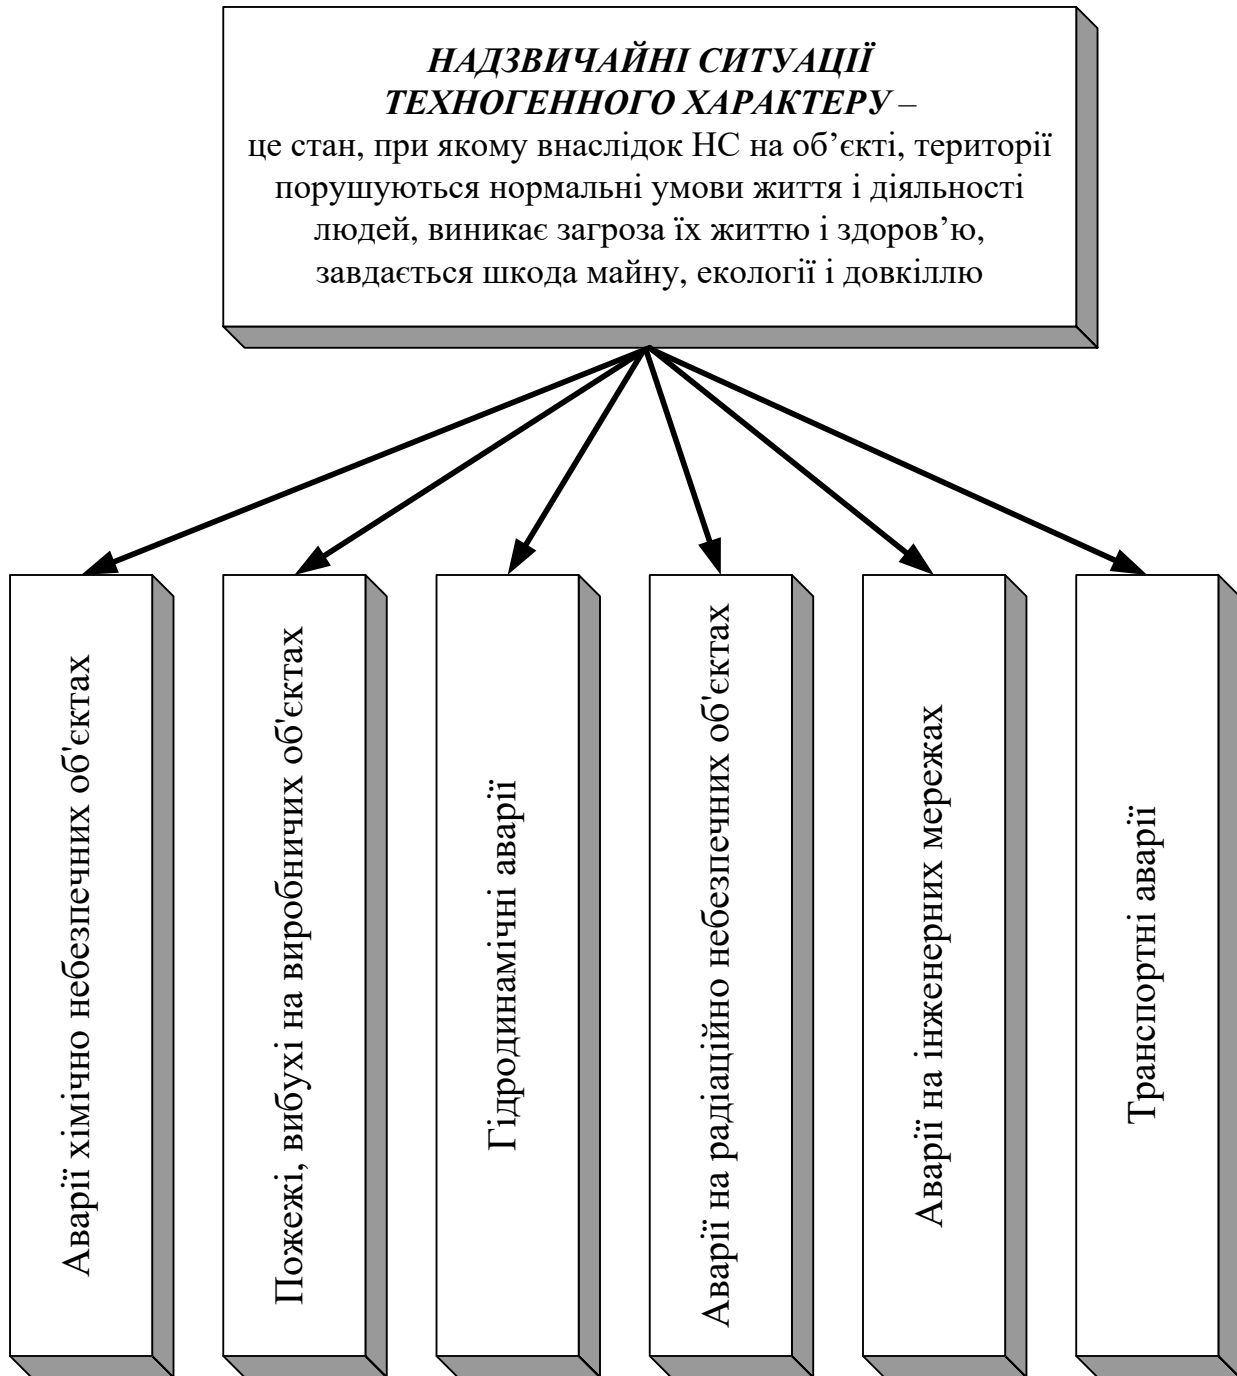 НАДЗВИЧАЙНІ СИТУАЦІЇ
ТЕХНОГЕННОГО ХАРАКТЕРУ –
це стан, при якому внаслідок НС на об’єкті, території
порушуються нормальні умови життя і діяльності
людей, виникає загроза їх життю і здоров’ю,
завдається шкода майну, екології і довкіллю
Аварії хімічно небезпечних об'єктах
Пожежі, вибухі на виробничих об'єктах
Гідродинамічні аварії
Аварії на радіаційно небезпечних об'єктах
Аварії на інженерних мережах
Транспортні аварії